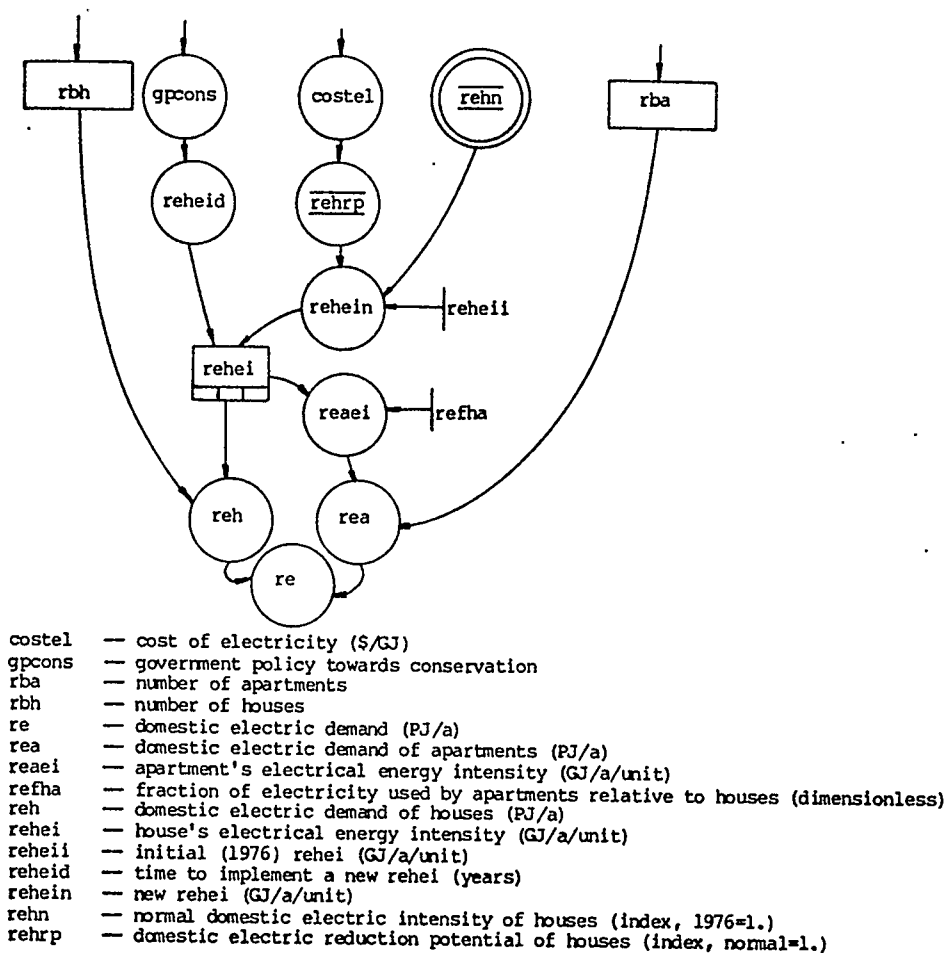 rbh
gpcons
costel
rehn
rba
reheid
rehrp
rehein
reheii
rehei
reaei
refha
reh
rea
re
costel — cost of electricity ($/GJ)
gpcons — government policy towards conservation
rba — number of apartments
rbh — number of houses
re — domestic electric demand (PJ/a)
rea — domestic electric demand of apartments (PJ/a)
reaei — apartment's electrical energy intensity (GJ/a/unit)
refha — fraction of electricity used by apartments relative to houses (dimensionless)
reh — domestic electric demand of houses (PJ/a)
rehei — house's electrical energy intensity (GJ/a/unit)
reheii — initial (1976) rehei (GJ/a/unit)
reheid — time to implement a new rehei (years)
rehein — new rehei (GJ/a/unit)
rehn — normal domestic electric intensity of houses (index, 1976=1.)
rehrp — domestic electric reduction potential of houses (index, normal=1.)